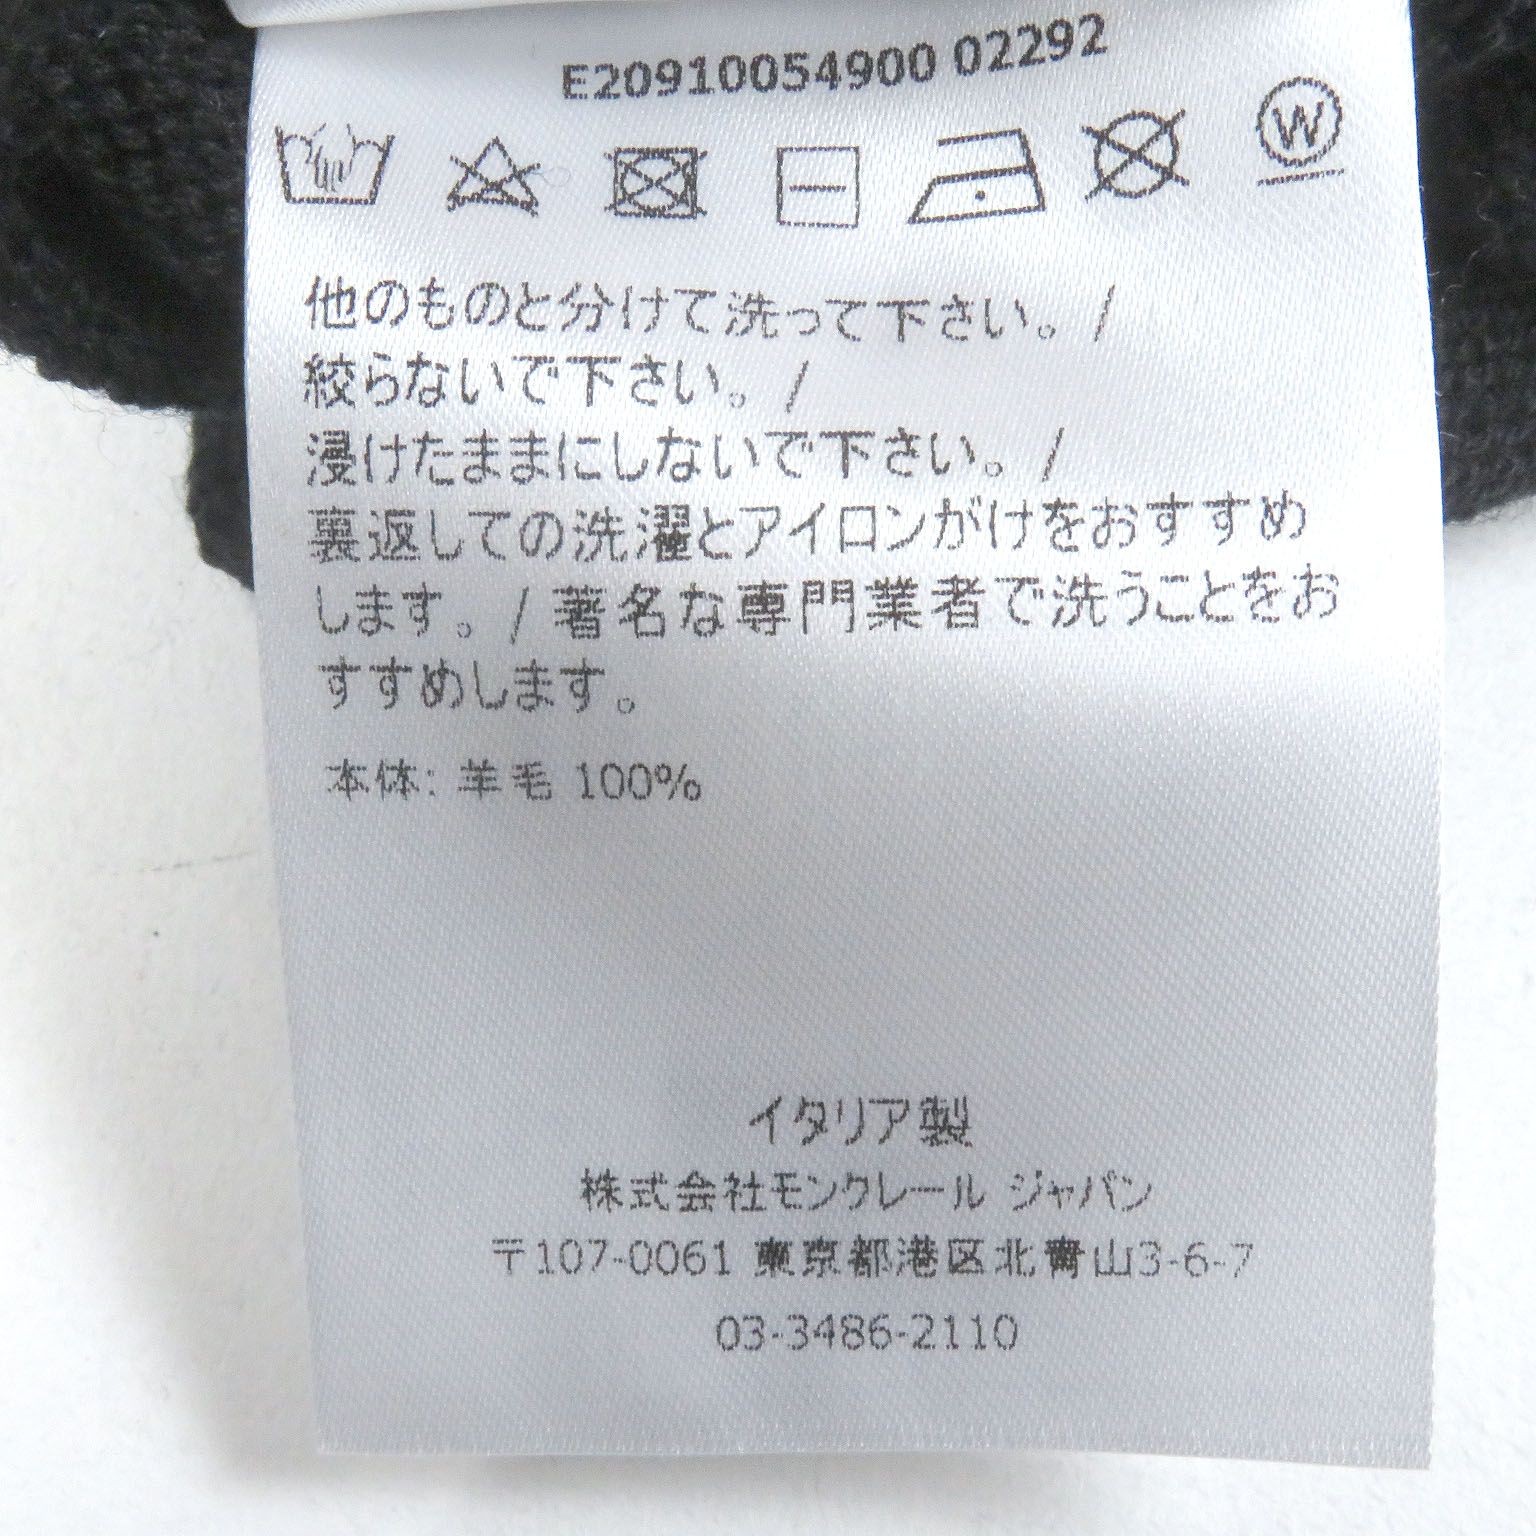 E20910054900 02292
W
他のものと分けて洗って下さい。/
絞らないで下さい。/
浸けたままにしないで下さい。/
裏返しての洗濯とアイロンがけをおすすめ
します。/ 著名な専門業者で洗うことをお
すすめします。
本体: 羊毛 100%
イタリア製
株式会社モンクレール ジャパン
〒107-0061 東京都港区北青山3-6-7
03-3486-2110